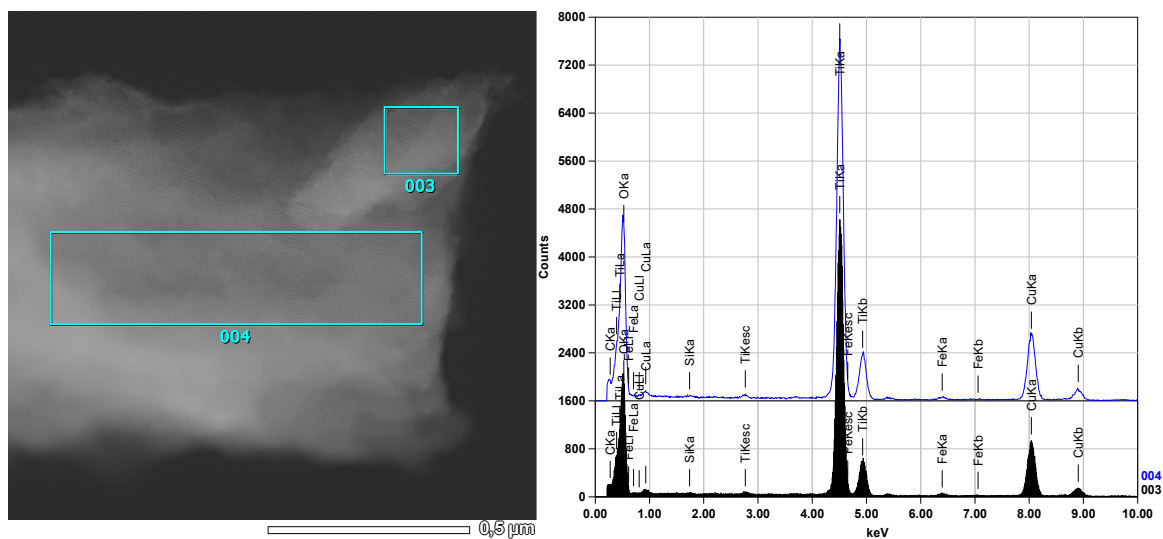 003
004
0,5 µm
8000
7200
6400
5600
4800
4000
3200
2400
1600
800
0
Counts
0.00 1.00 2.00 3.00 4.00 5.00 6.00 7.00 8.00 9.00 10.00
keV
CKa
TiLl
TiLa
OKa
FeLl
FeLa
CuLl
CuLa
SiKa
TiKesc
TiKa
FeKesc
TiKb
FeKa
FeKb
CuKa
CuKb
004
CKa
TiLl
TiLa
OKa
FeLl
FeLa
CuLl
CuLa
SiKa
TiKesc
TiKa
FeKesc
TiKb
FeKa
FeKb
CuKa
CuKb
003